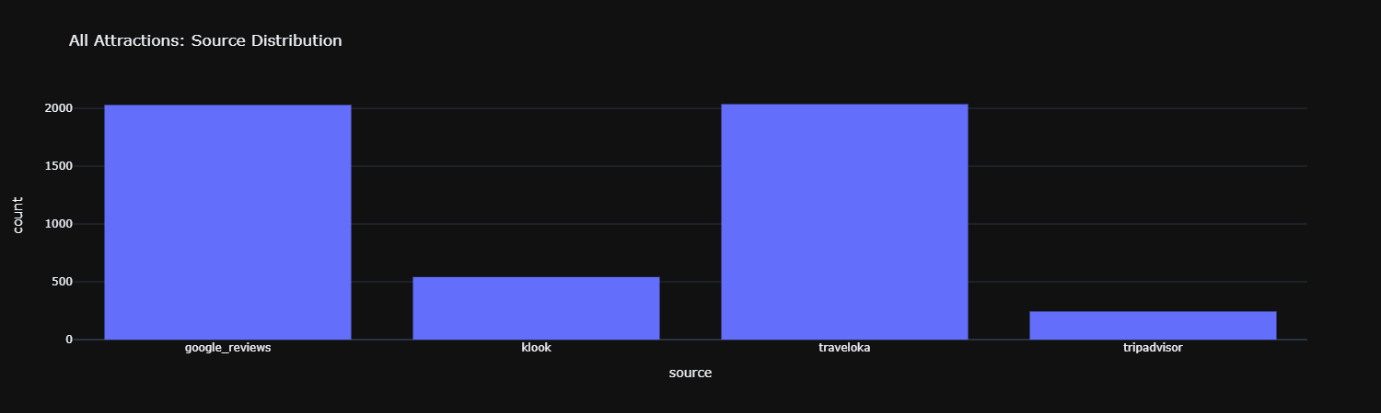 All Attractions: Source Distribution
2000
1500
1000
500
0
count
google_reviews
klook
traveloka
tripadvisor
source